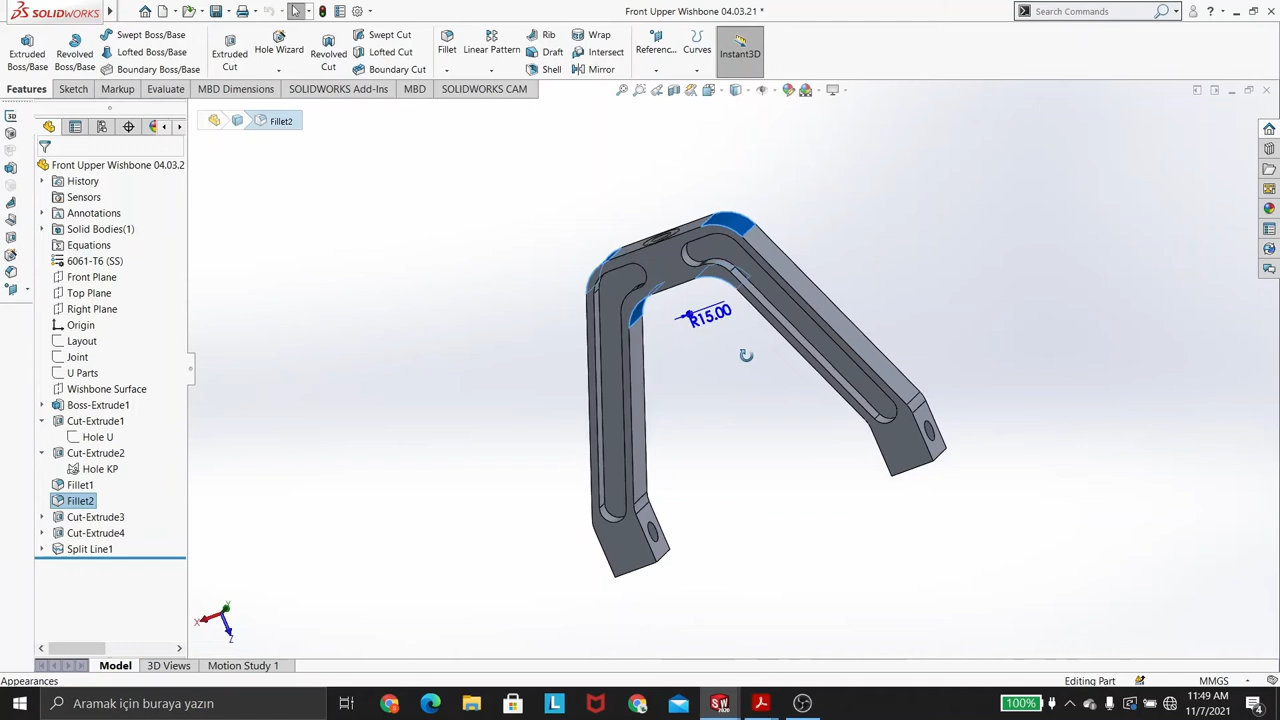 SOLIDWORKS
Front Upper Wishbone 04.03.21 *
Search Commands
Extruded Boss/Base
Revolved Boss/Base
Swept Boss/Base
Lofted Boss/Base
Boundary Boss/Base
Extruded Cut
Hole Wizard
Revolved Cut
Swept Cut
Lofted Cut
Boundary Cut
Fillet
Linear Pattern
Rib
Draft
Shell
Wrap
Intersect
Mirror
Referenc...
Curves
Instant3D
Features
Sketch
Markup
Evaluate
MBD Dimensions
SOLIDWORKS Add-Ins
MBD
SOLIDWORKS CAM
Fillet2
Front Upper Wishbone 04.03.2
History
Sensors
Annotations
Solid Bodies(1)
Equations
6061-T6 (SS)
Front Plane
Top Plane
Right Plane
Origin
Layout
Joint
U Parts
Wishbone Surface
Boss-Extrude1
Cut-Extrude1
Hole U
Cut-Extrude2
Hole KP
Fillet1
Fillet2
Cut-Extrude3
Cut-Extrude4
Split Line1
R15.00
X
Y
Z
Model
3D Views
Motion Study 1
Appearances
Editing Part
MMGS
Aramak için buraya yazın
100%
11:49 AM
11/7/2021